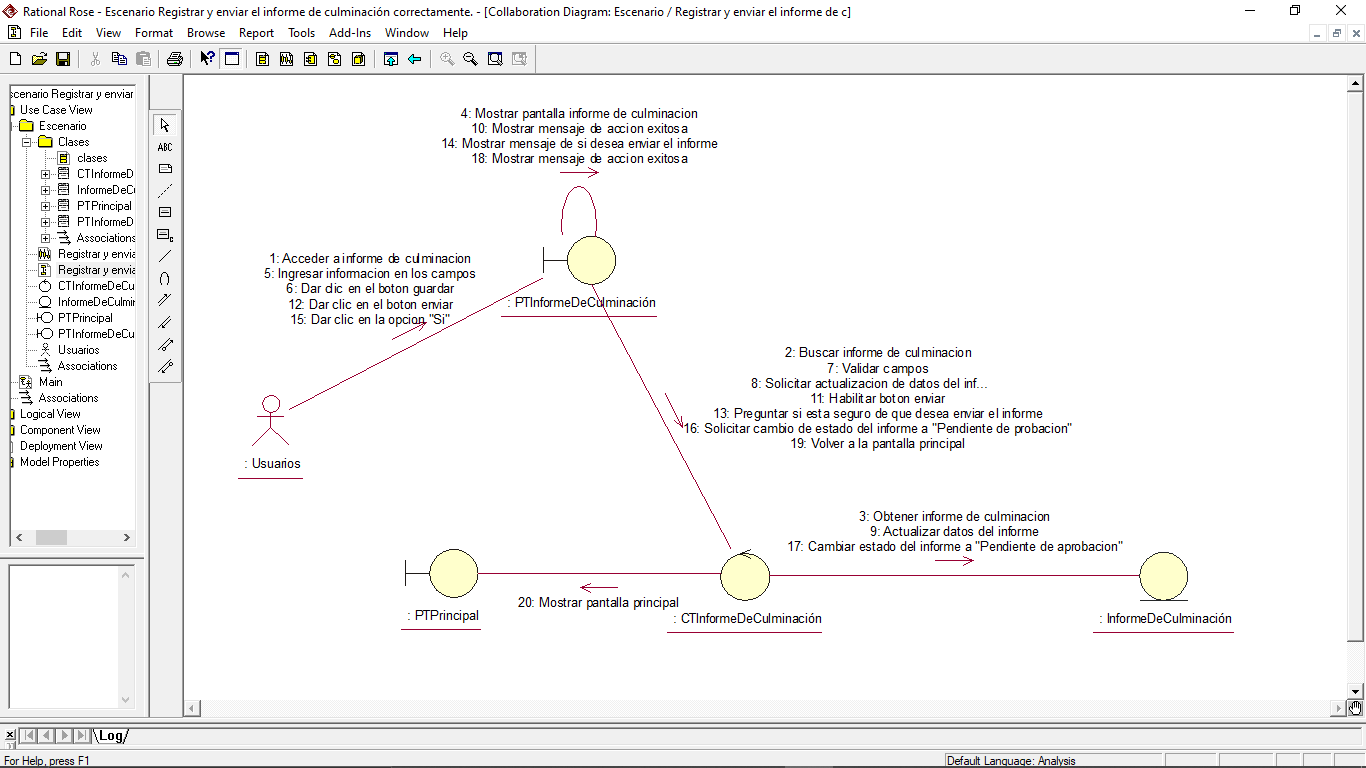 Rational Rose - Escenario Registrar y enviar el informe de culminación correctamente. - [Collaboration Diagram: Escenario / Registrar y enviar el informe de c]
File Edit View Format Browse Report Tools Add-Ins Window Help
scenario Registrar y enviar
Use Case View
Escenario
Clases
clases
CTInformeD
InformeDeCu
PTPrincipal
PTInformeD
Associations
Registrar y envia
Registrar y envia
CTInformeDeCu
InformeDeCulmin
PTPrincipal
PTInformeDeCu
Usuarios
Associations
Main
Associations
Logical View
Component View
Deployment View
Model Properties
ABC
4: Mostrar pantalla informe de culminacion
10: Mostrar mensaje de accion exitosa
14: Mostrar mensaje de si desea enviar el informe
18: Mostrar mensaje de accion exitosa
1: Acceder a informe de culminacion
5: Ingresar informacion en los campos
6: Dar clic en el boton guardar
12: Dar clic en el boton enviar
15: Dar clic en la opcion "Si"
: PTInformeDeCulminación
2: Buscar informe de culminacion
7: Validar campos
8: Solicitar actualizacion de datos del inf...
11: Habilitar boton enviar
13: Preguntar si esta seguro de que desea enviar el informe
16: Solicitar cambio de estado del informe a "Pendiente de probacion"
19: Volver a la pantalla principal
: Usuarios
3: Obtener informe de culminacion
9: Actualizar datos del informe
17: Cambiar estado del informe a "Pendiente de aprobacion"
20: Mostrar pantalla principal
: PTPrincipal
: CTInformeDeCulminación
: InformeDeCulminación
Log
For Help, press F1
Default Language: Analysis